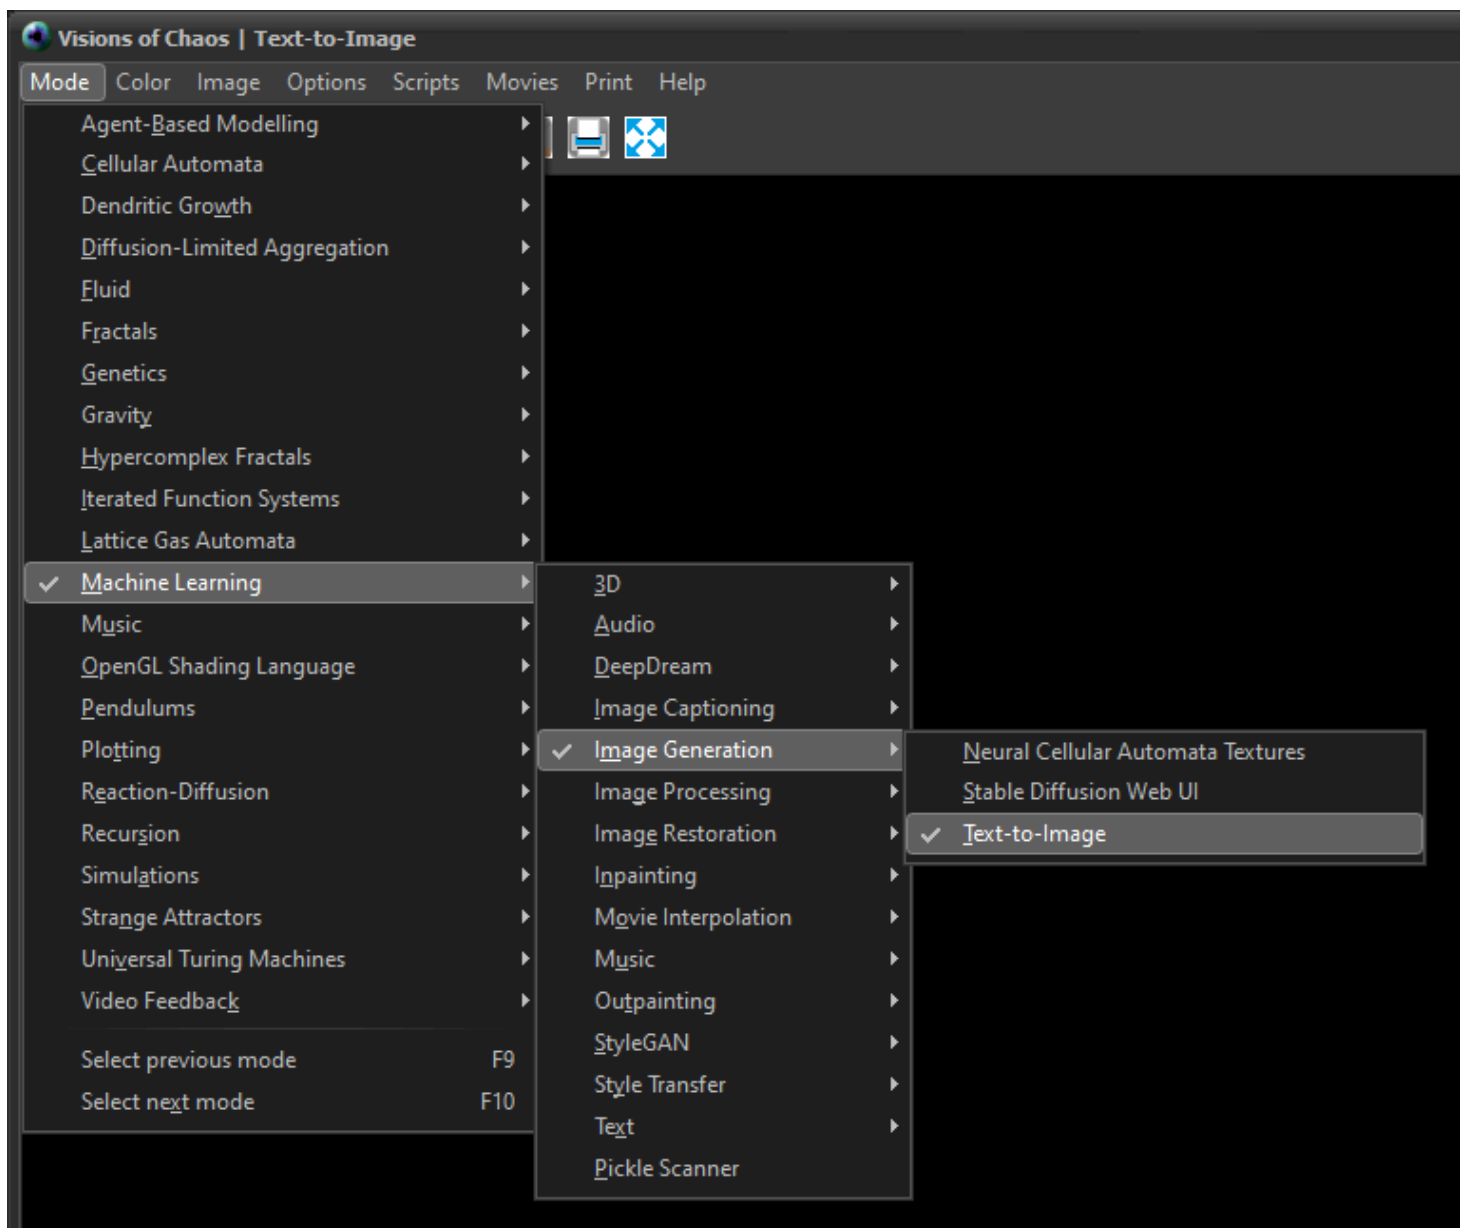 Visions of Chaos | Text-to-Image
Mode Color Image Options Scripts Movies Print Help
Agent-Based Modelling
Cellular Automata
Dendritic Growth
Diffusion-Limited Aggregation
Fluid
Fractals
Genetics
Gravity
Hypercomplex Fractals
Iterated Function Systems
Lattice Gas Automata
Machine Learning
Music
OpenGL Shading Language
Pendulums
Plotting
Reaction-Diffusion
Recursion
Simulations
Strange Attractors
Universal Turing Machines
Video Feedback
Select previous mode F9
Select next mode F10
3D
Audio
DeepDream
Image Captioning
Image Generation
Image Processing
Image Restoration
Inpainting
Movie Interpolation
Music
Outpainting
StyleGAN
Style Transfer
Text
Pickle Scanner
Neural Cellular Automata Textures
Stable Diffusion Web UI
Text-to-Image